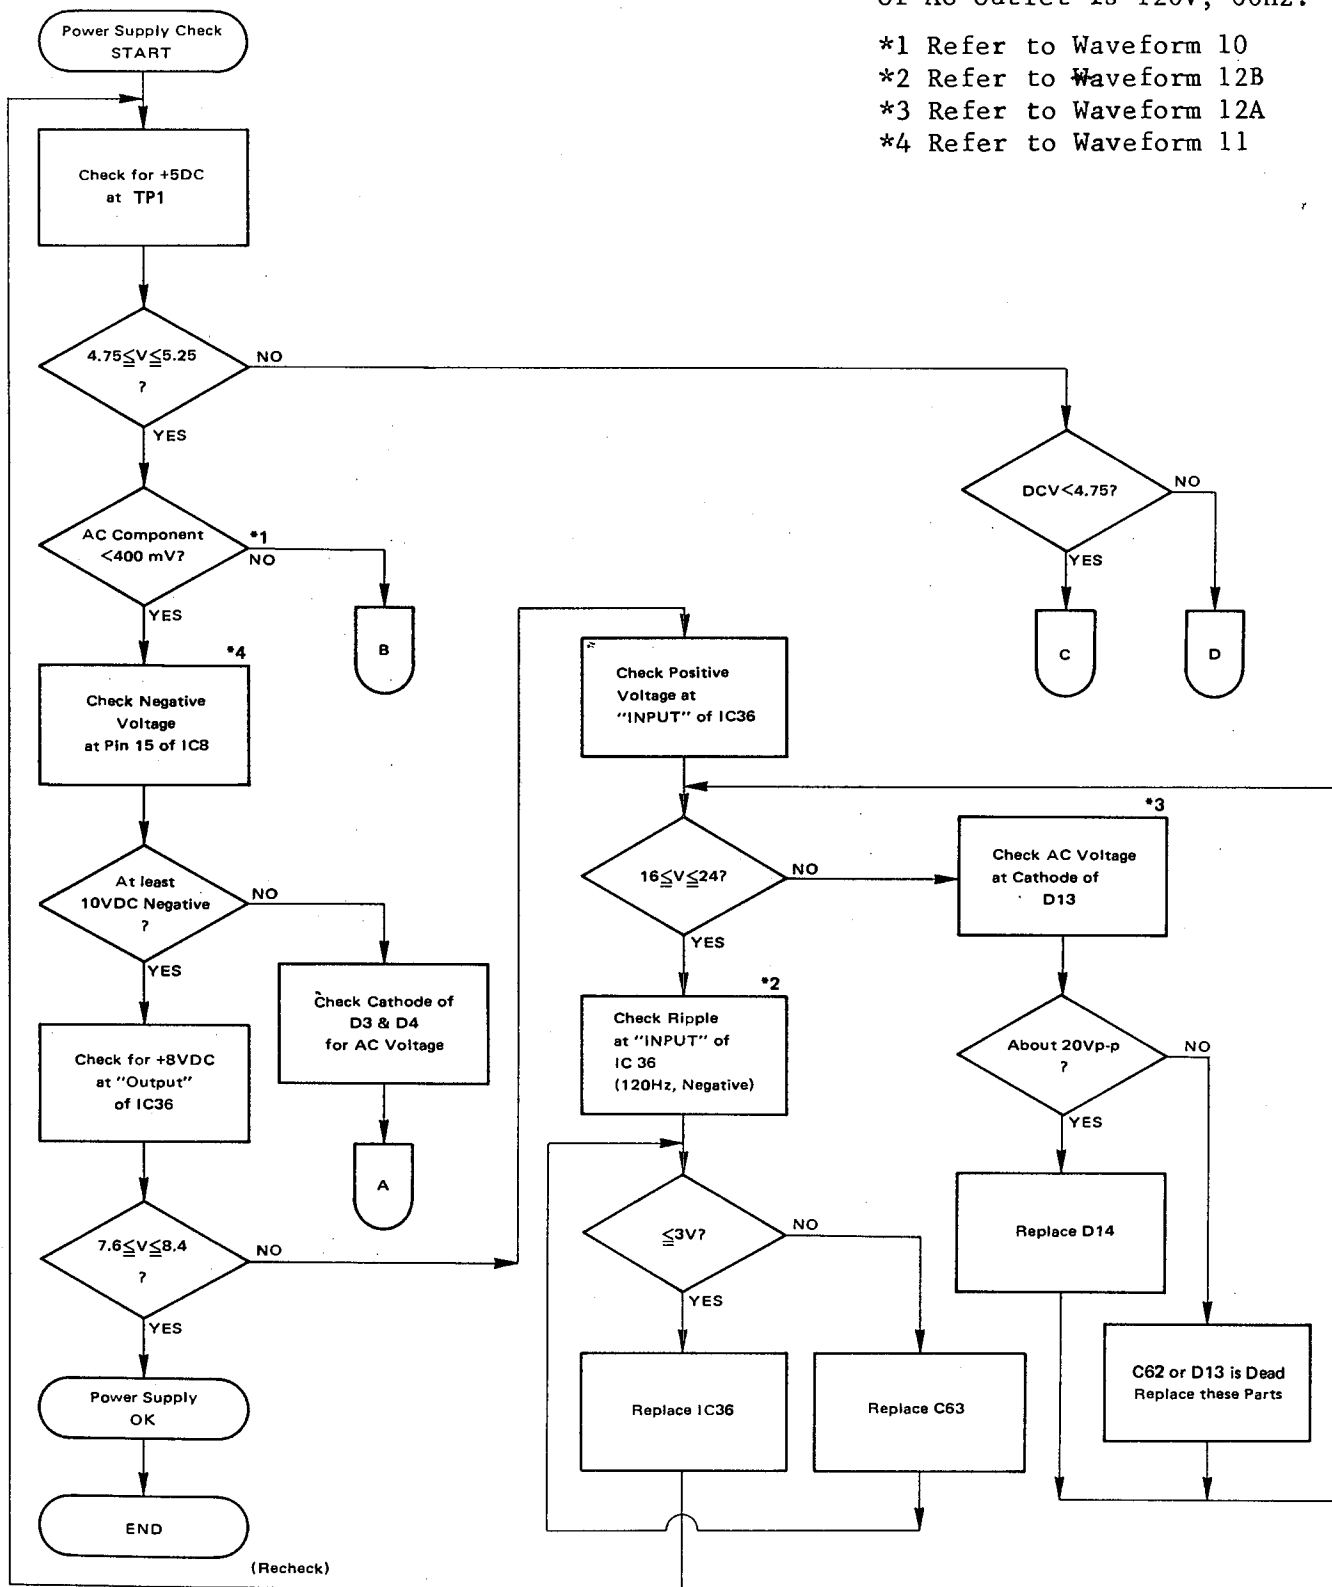 of AC Outlet is 120V, 60Hz.
*1 Refer to Waveform 10
*2 Refer to Waveform 12B
*3 Refer to Waveform 12A
*4 Refer to Waveform 11
Power Supply Check
START
Check for +5DC
at TP1
4.75≦V≦5.25
?
NO
YES
DCV<4.75?
NO
YES
C
D
AC Component
<400 mV?
*1
NO
YES
B
*4
Check Negative
Voltage
at Pin 15 of IC8
At least
10VDC Negative
?
NO
YES
Check Cathode of
D3 & D4
for AC Voltage
A
Check for +8VDC
at "Output"
of IC36
7.6≦V≦8.4
?
NO
YES
Power Supply
OK
END
(Recheck)
Check Positive
Voltage at
"INPUT" of IC36
16≦V≦24?
NO
YES
*3
Check AC Voltage
at Cathode of
D13
About 20Vp-p
?
NO
YES
Replace D14
C62 or D13 is Dead
Replace these Parts
*2
Check Ripple
at "INPUT" of
IC 36
(120Hz, Negative)
≦3V?
NO
YES
Replace IC36
Replace C63